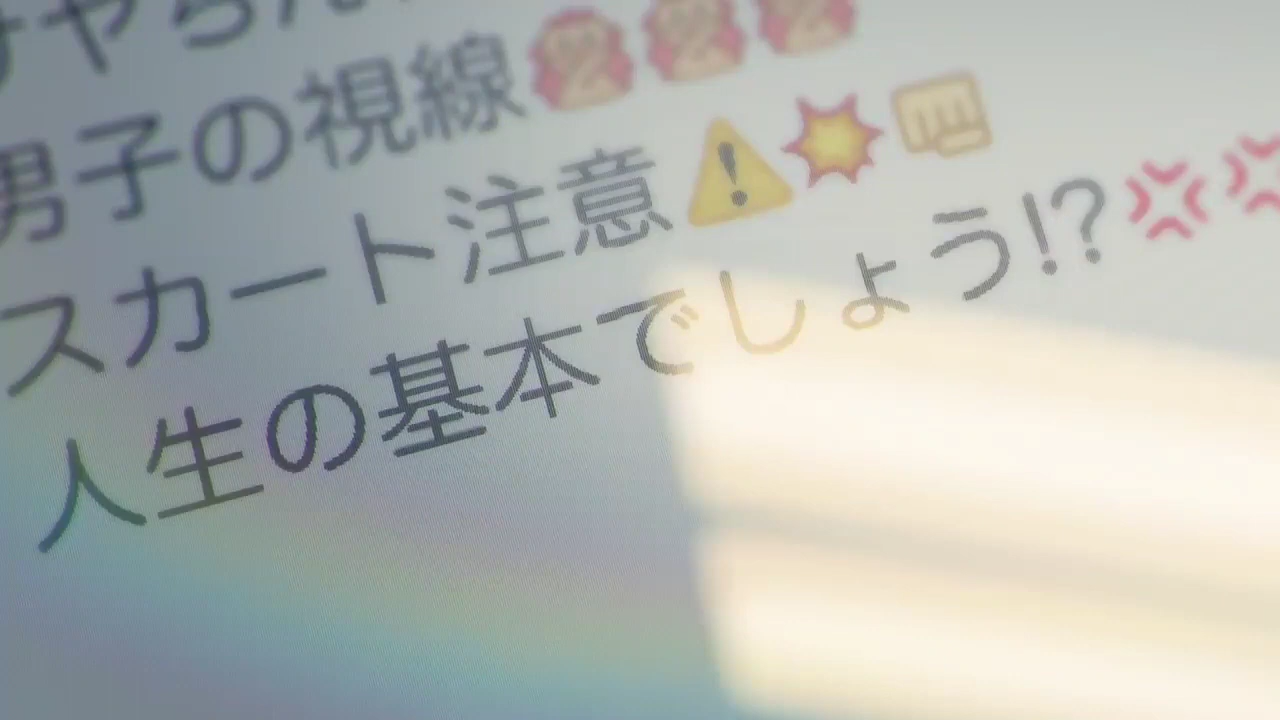 男子の視線🙊🙊🙊
スカート注意⚠️💥👊
人生の基本でしょう!?💢💢